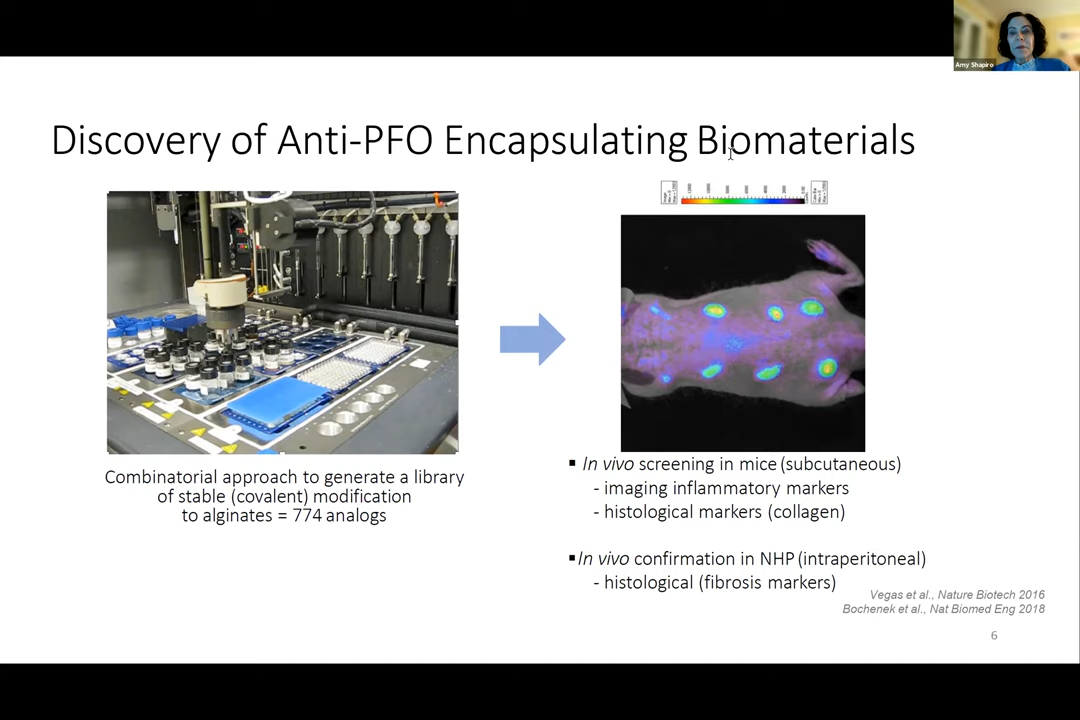 Amy Shapiro
Discovery of Anti-PFO Encapsulating Biomaterials
Combinatorial approach to generate a library
of stable (covalent) modification
to alginates = 774 analogs
▪ In vivo screening in mice (subcutaneous)
- imaging inflammatory markers
- histological markers (collagen)
▪In vivo confirmation in NHP (intraperitoneal)
- histological (fibrosis markers)
Vegas et al., Nature Biotech 2016
Bochenek et al., Nat Biomed Eng 2018
6